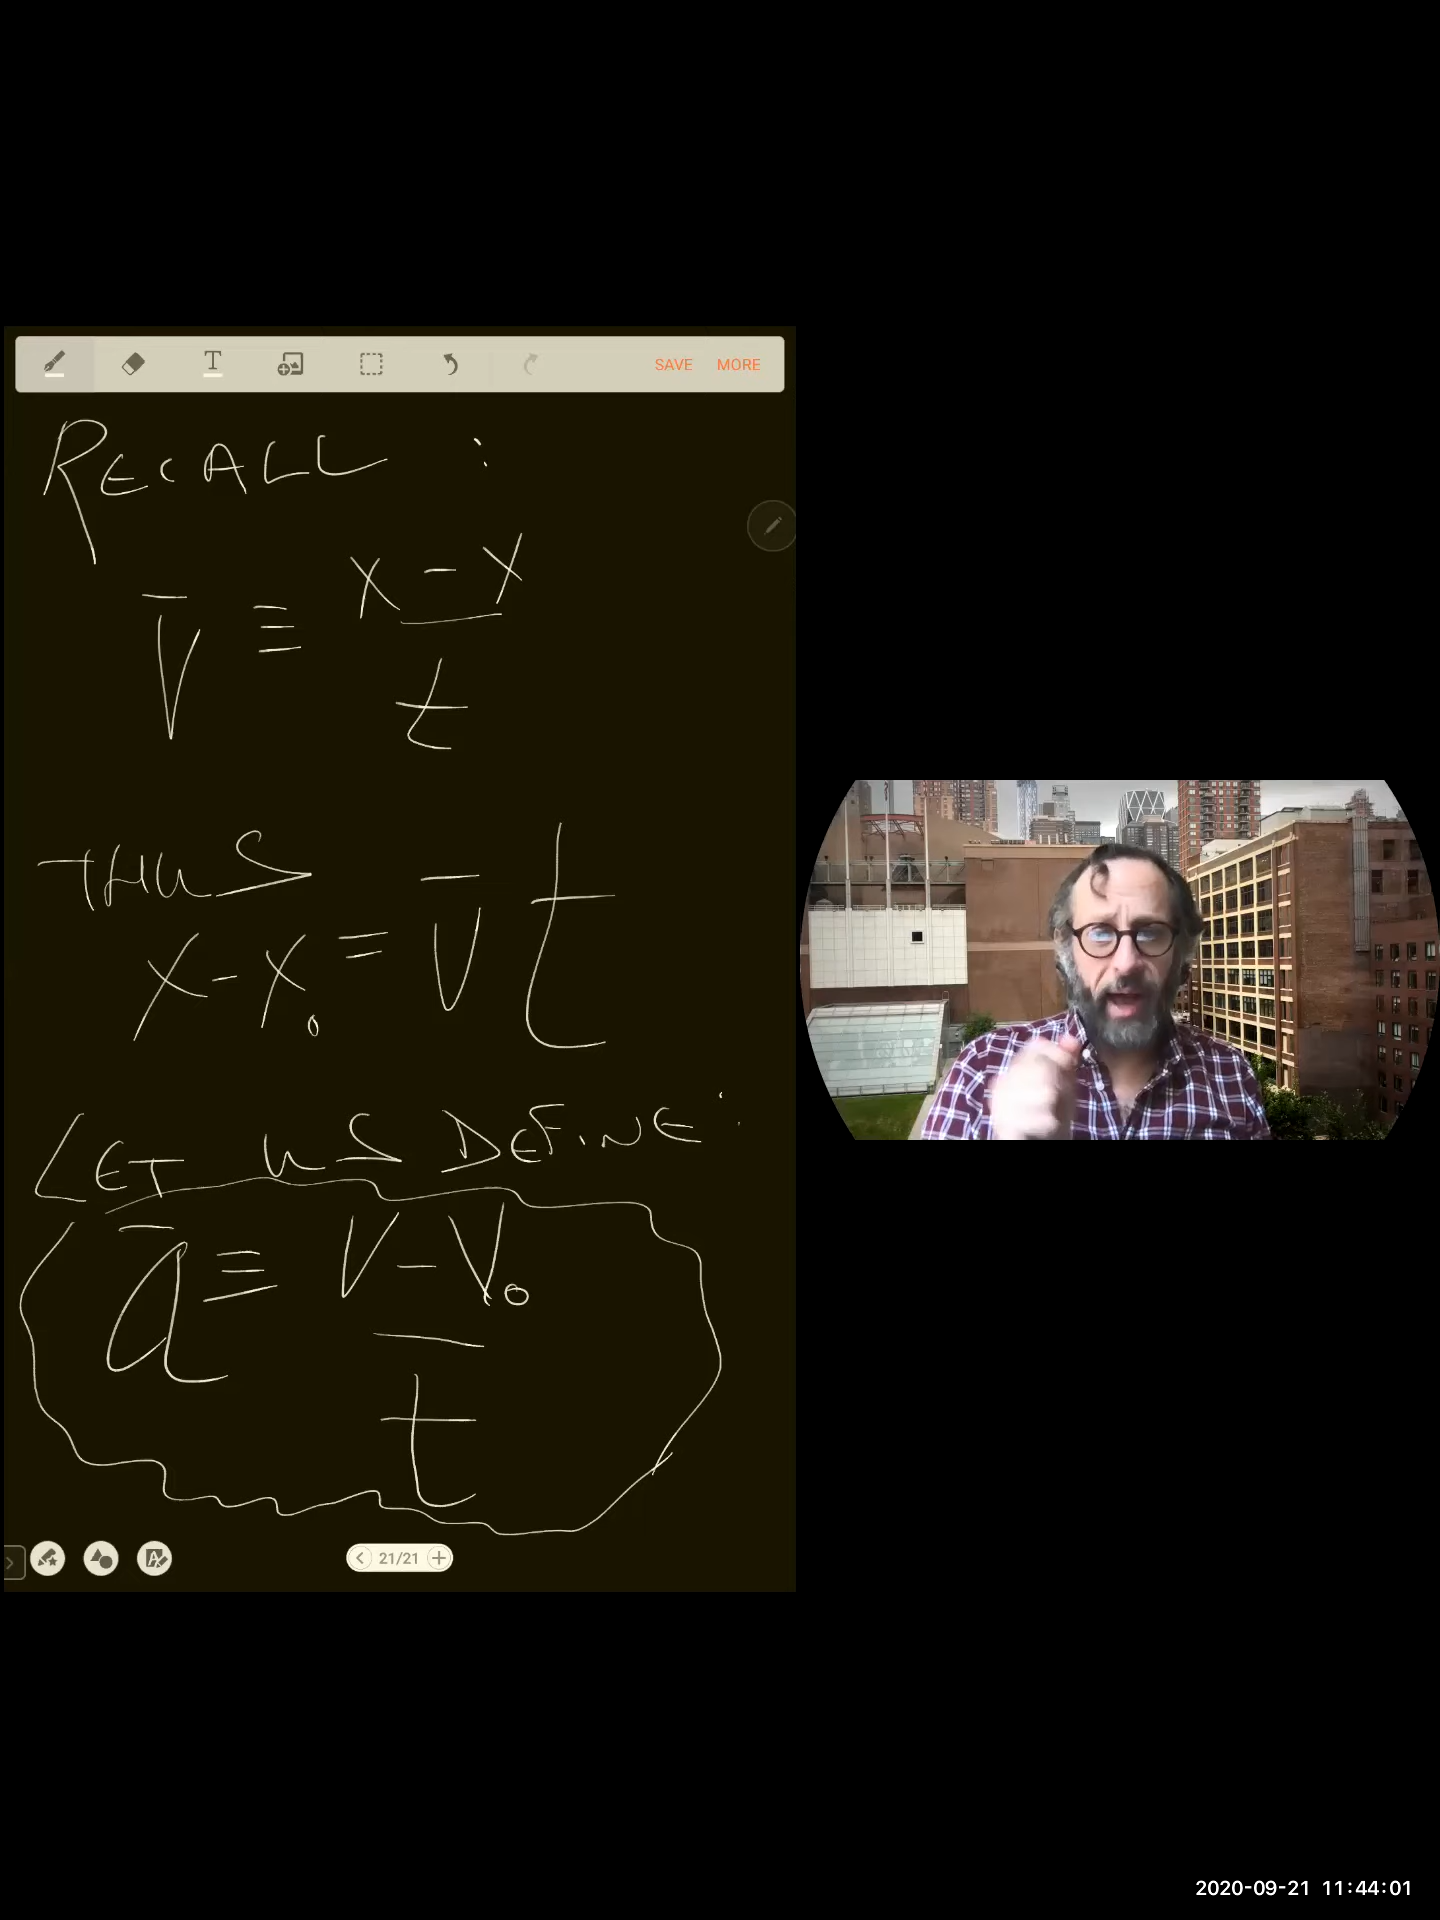 SAVE MORE
RECALL :
v̄ ≡ x - x
t
THUS
x - x₀ = v̄ t
LET US DEFINE :
ā ≡ v - v₀
t
21/21
2020-09-21 11:44:01